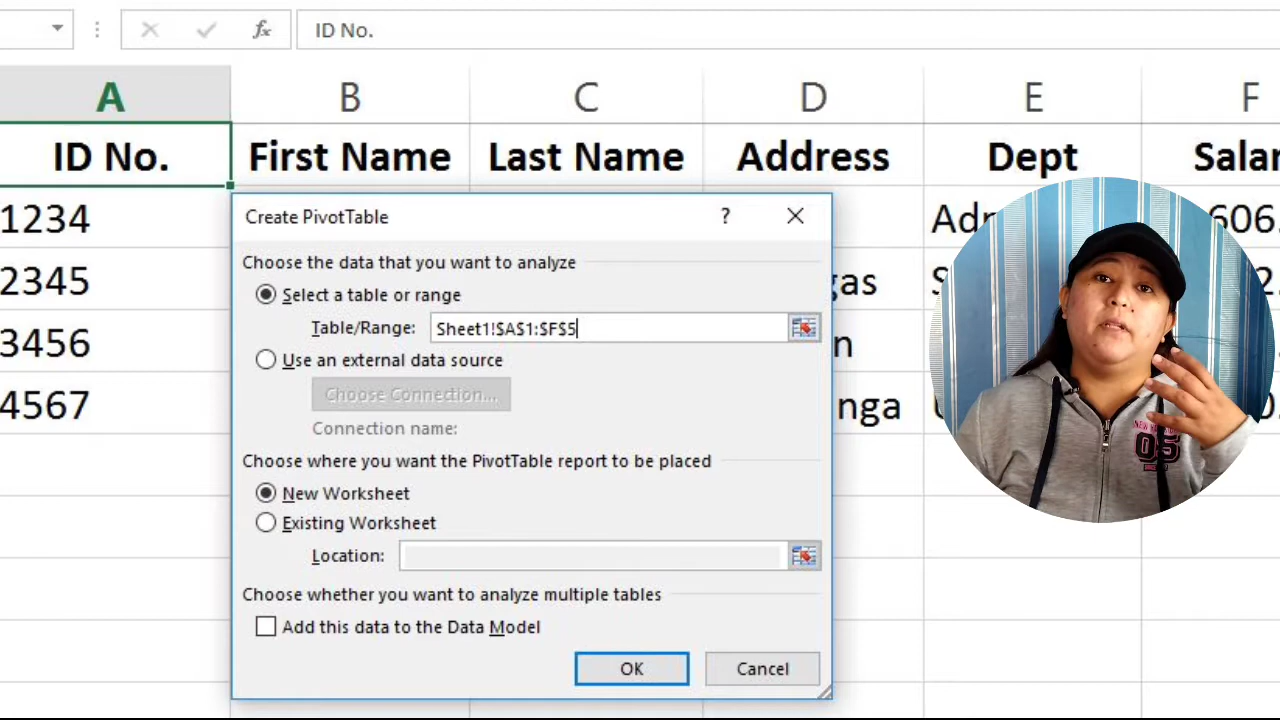 ID No.
A B C D E F
ID No. First Name Last Name Address Dept
1234
2345
3456
4567
Create PivotTable ?
Choose the data that you want to analyze
Select a table or range
Table/Range: Sheet1!$A$1:$F$5
Use an external data source
Choose Connection...
Connection name:
Choose where you want the PivotTable report to be placed
New Worksheet
Existing Worksheet
Location:
Choose whether you want to analyze multiple tables
Add this data to the Data Model
OK Cancel